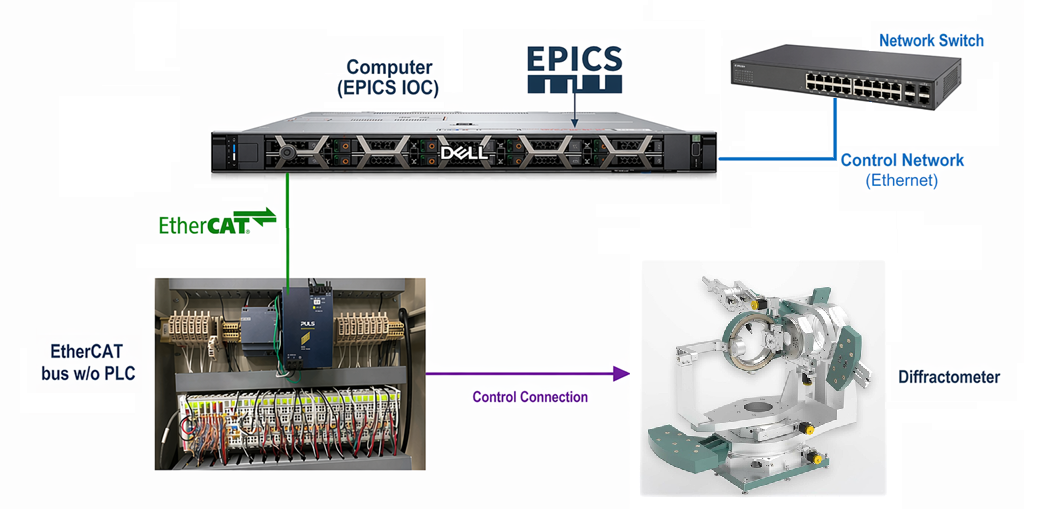 Network Switch
Computer
(EPICS IOC)
EPICS
DELL
Control Network
(Ethernet)
EtherCAT
PULS
EtherCAT
bus w/o PLC
Control Connection
Diffractometer